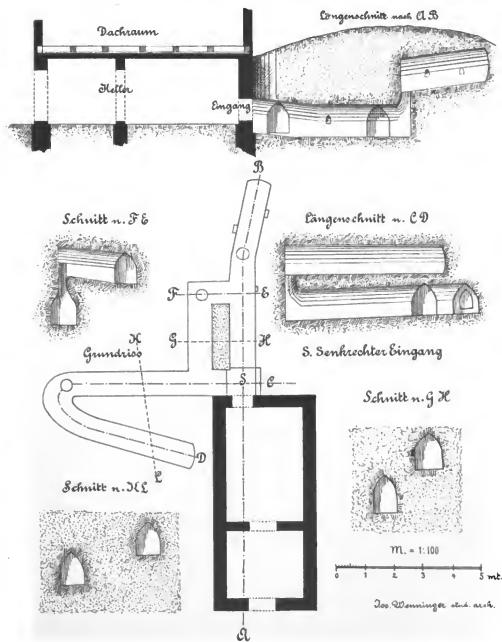 Dachraum
Längenschnitt nach A B
Keller
Eingang
B
Schnitt n. F E
Längenschnitt n. C D
F
E
G
H
K
Grundriss
S. Senkrechter Eingang
S
C
Schnitt n. G H
D
L
Schnitt n. K L
M. = 1:100
0 1 2 3 4 5 mt.
Jos. Wenninger stud. arch.
A